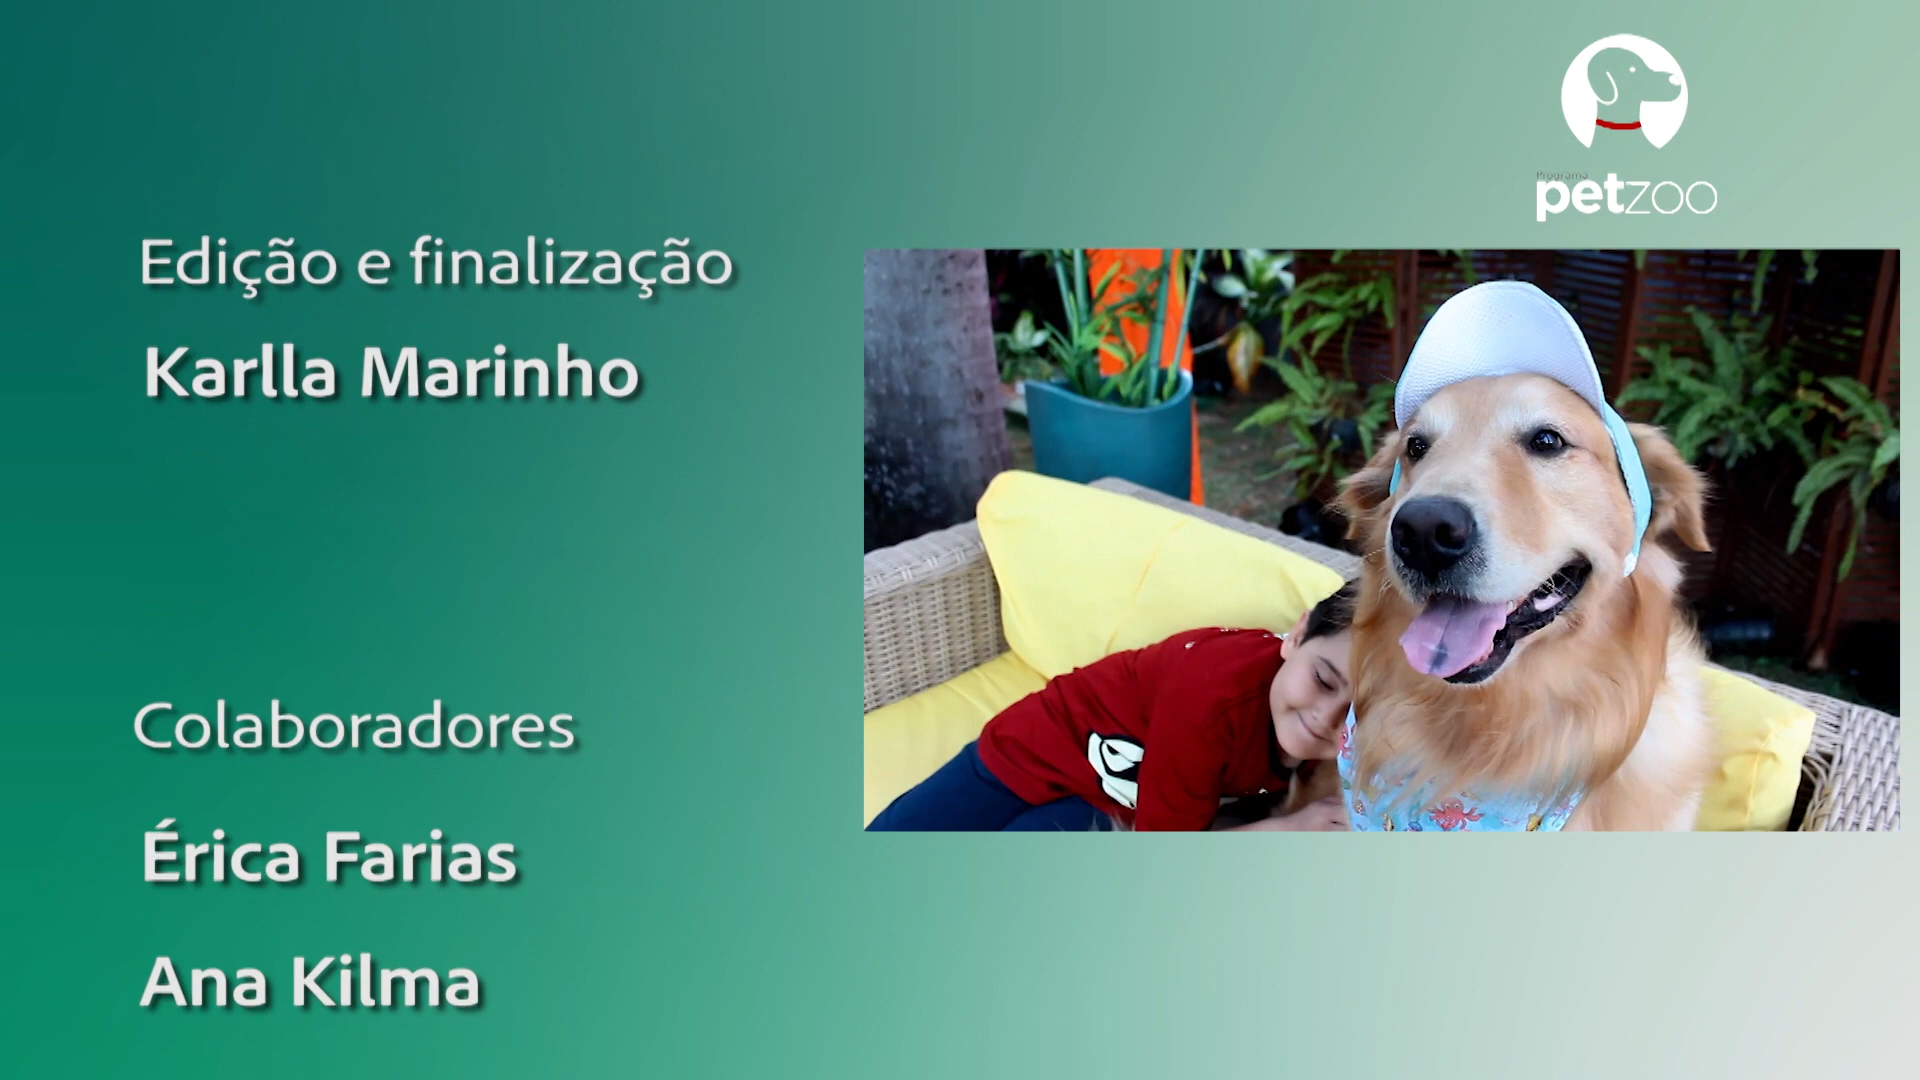 Programa
petzoo
Edição e finalização
Karlla Marinho
Colaboradores
Érica Farias
Ana Kilma